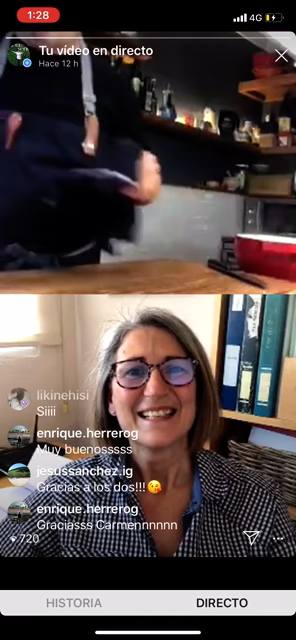 1:28
4G
Tu vídeo en directo
Hace 12 h
likinehisi
Siiii
enrique.herrerog
Muy buenosssss
jesussanchez.ig
Gracias a los dos!!!😘
enrique.herrerog
Graciasss Carmennnnnn
720
HISTORIA
DIRECTO